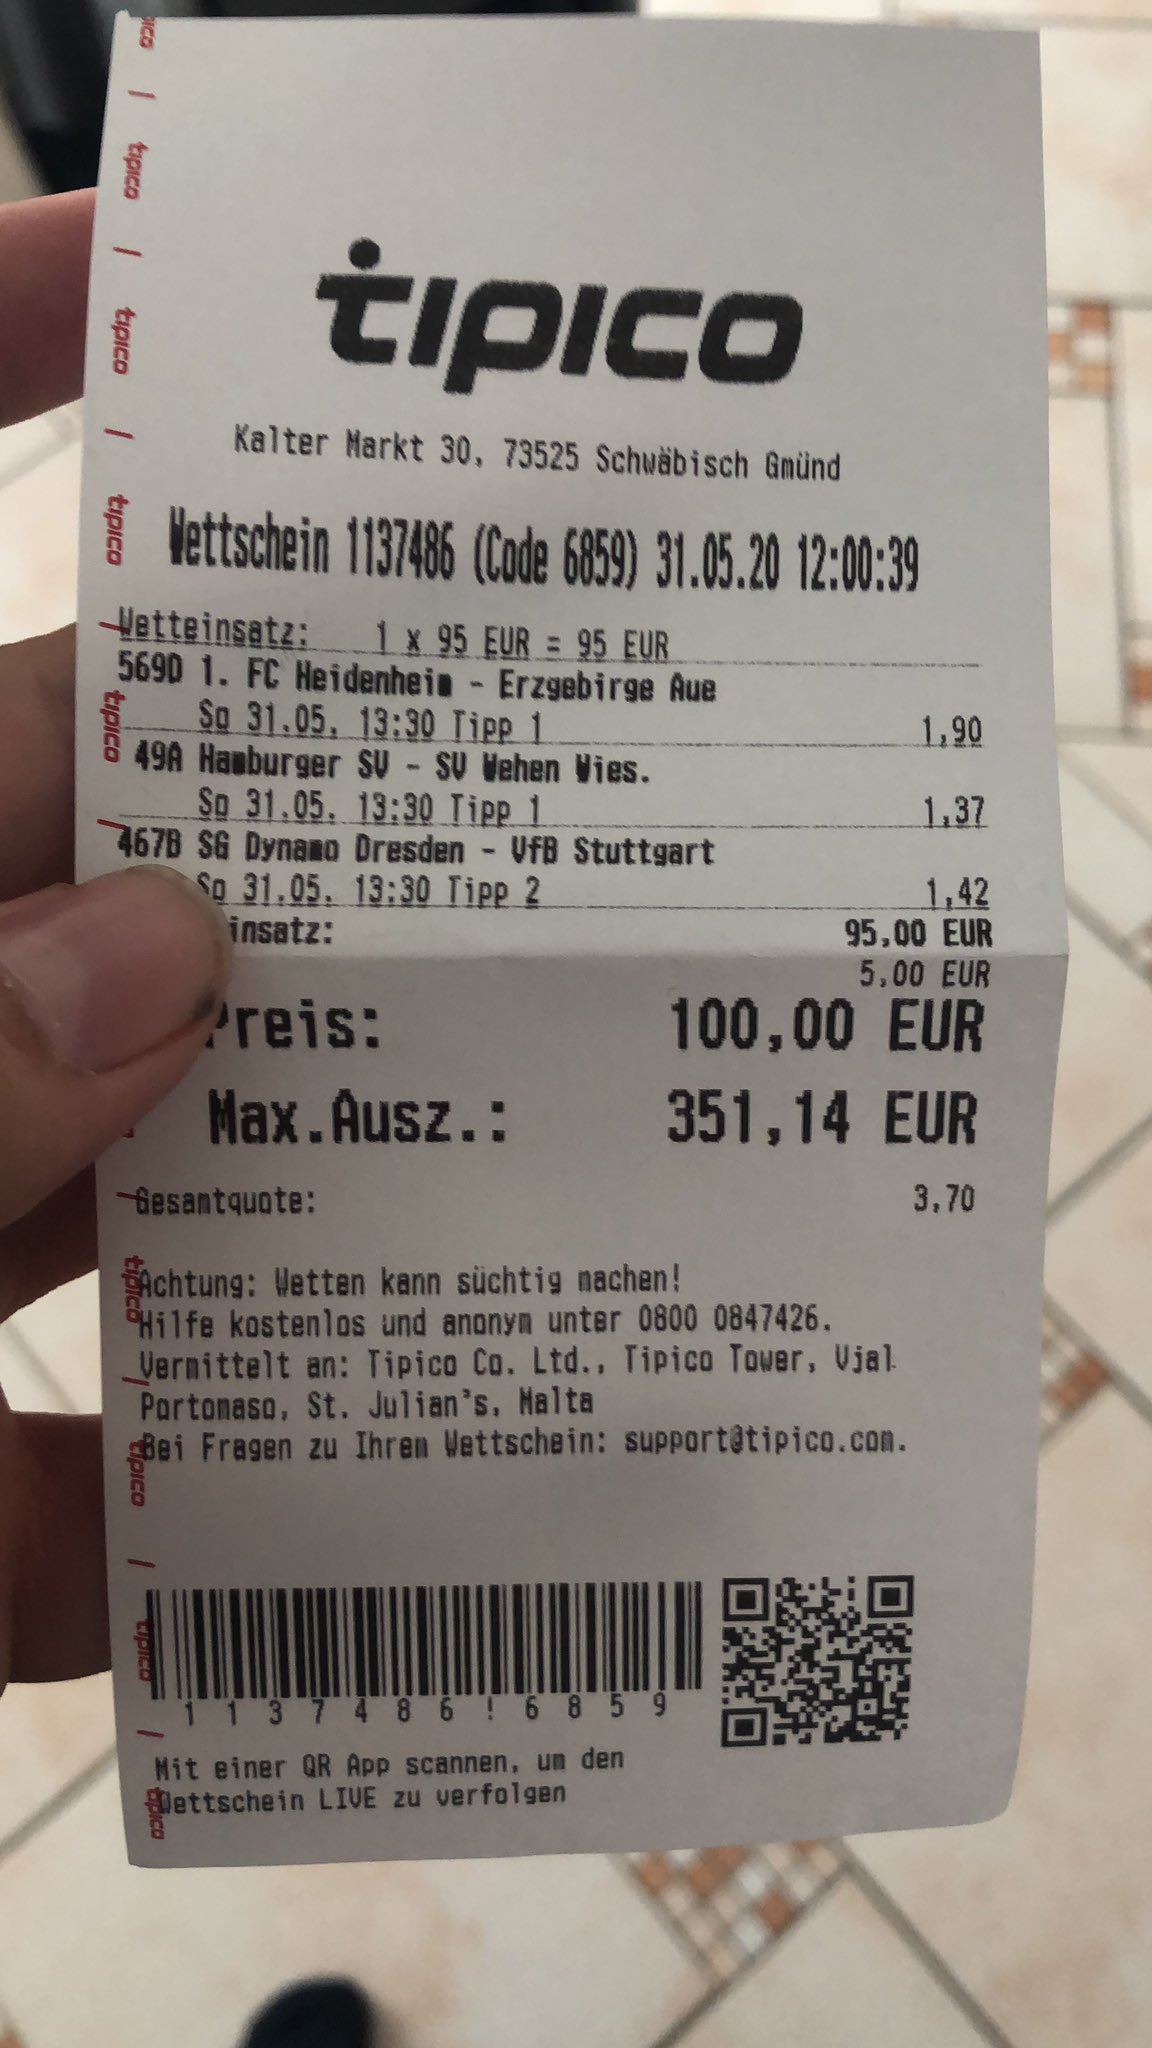 tipico
Kalter Markt 30, 73525 Schwäbisch Gmünd
Wettschein 1137486 (Code 6859) 31.05.20 12:00:39
Wetteinsatz: 1 x 95 EUR = 95 EUR
569D 1. FC Heidenheim - Erzgebirge Aue
So 31.05. 13:30 Tipp 1 1,90
49A Hamburger SV - SV Wehen Wies.
So 31.05. 13:30 Tipp 1 1,37
467B SG Dynamo Dresden - VfB Stuttgart
So 31.05. 13:30 Tipp 2 1,42
insatz: 95,00 EUR
5,00 EUR
Preis: 100,00 EUR
Max.Ausz.: 351,14 EUR
Gesamtquote: 3,70
Achtung: Wetten kann süchtig machen!
Hilfe kostenlos und anonym unter 0800 0847426.
Vermittelt an: Tipico Co. Ltd., Tipico Tower, Vjal
Portomaso, St. Julian's, Malta
Bei Fragen zu Ihrem Wettschein: support@tipico.com.
1137486!6859
Mit einer QR App scannen, um den
Wettschein LIVE zu verfolgen
tipico
tipico
tipico
tipico
tipico
tipico
tipico
tipico